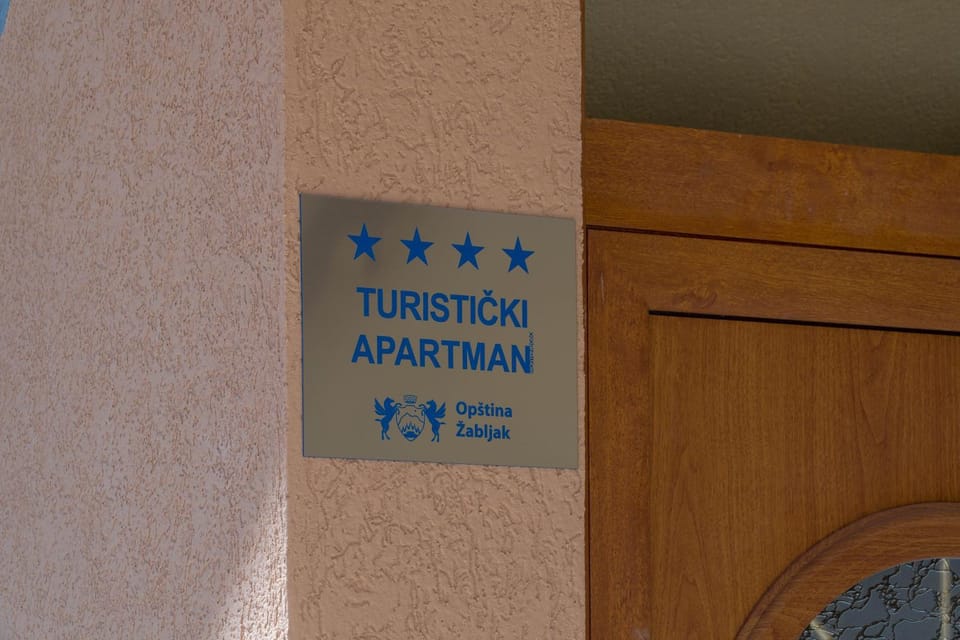 TURISTIČKI
APARTMAN
Opština
Žabljak